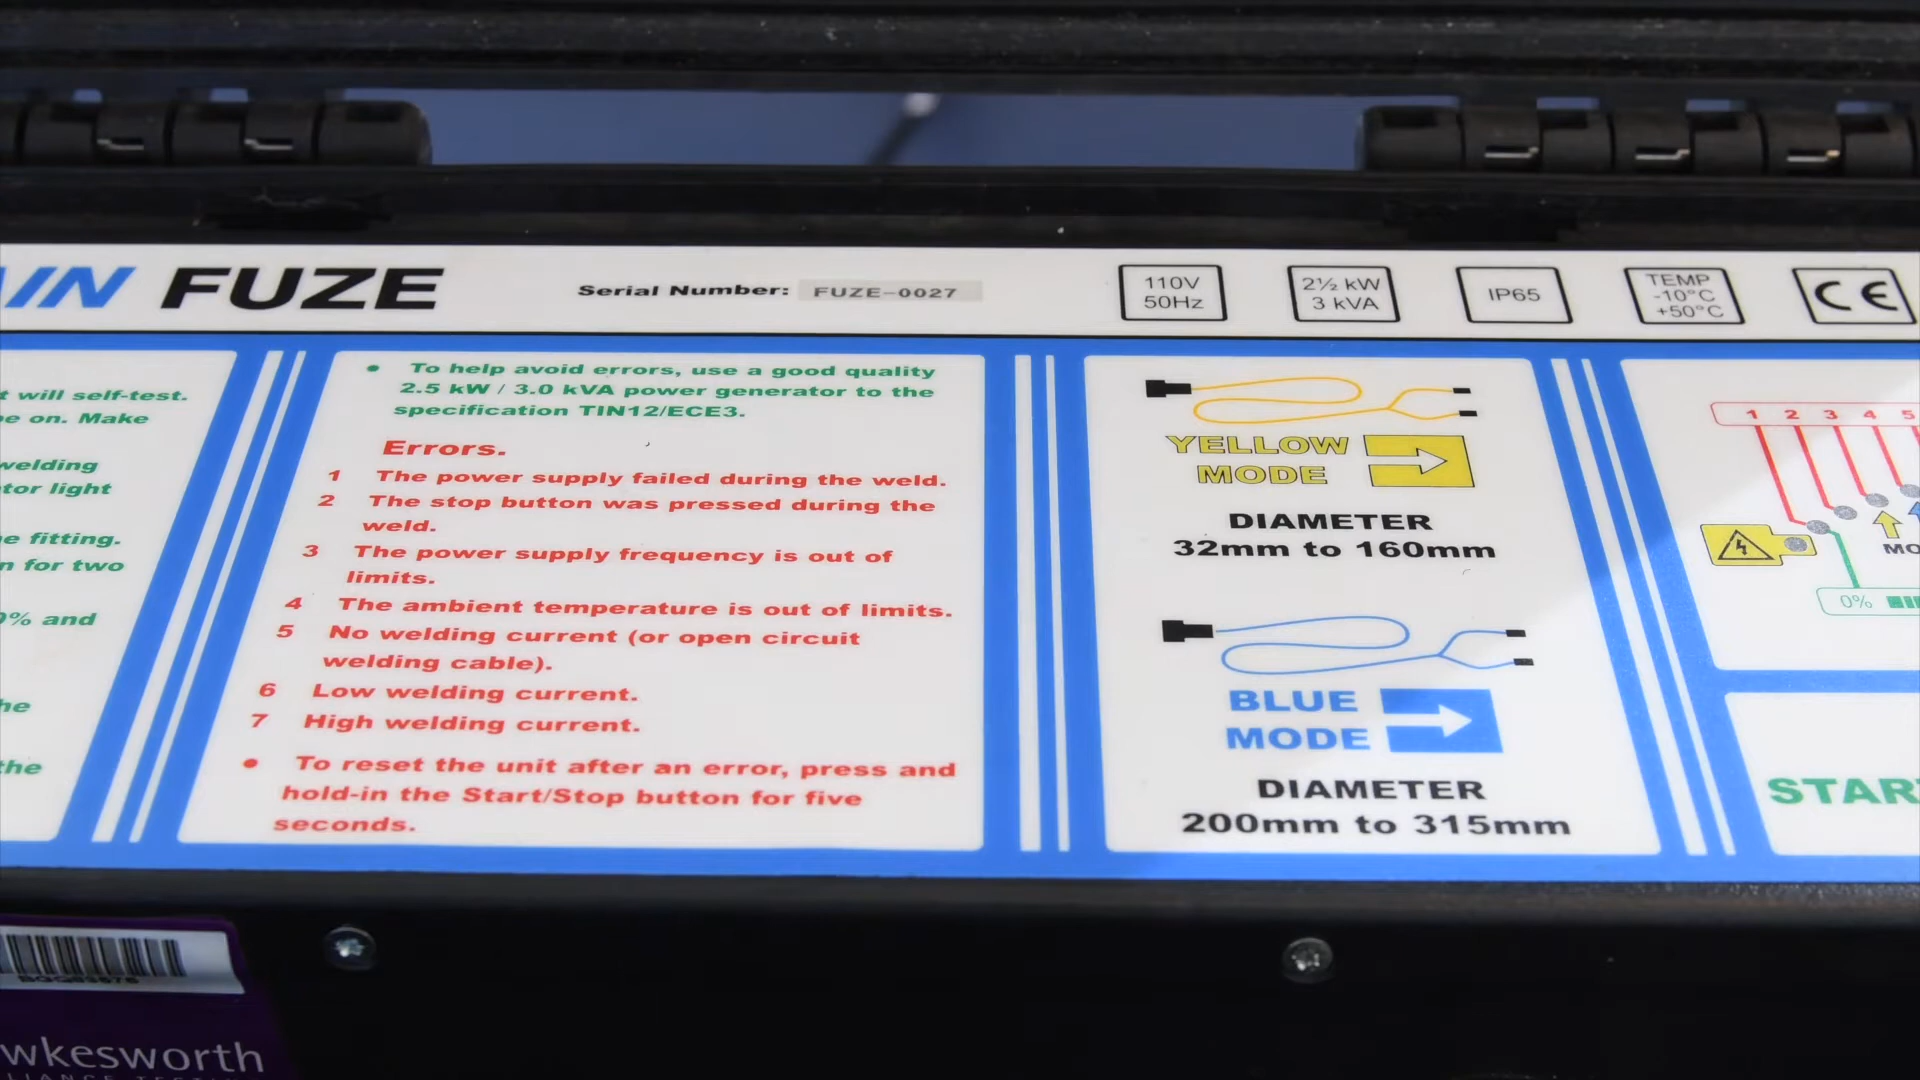 IN FUZE
Serial Number: FUZE-0027
110V
50Hz
2½ kW
3 kVA
IP65
TEMP
-10°C
+50°C
CE
t will self-test.
be on. Make
welding
tor light
e fitting.
n for two
0% and
he
the
• To help avoid errors, use a good quality
2.5 kW / 3.0 kVA power generator to the
specification TIN12/ECE3.
Errors.
1 The power supply failed during the weld.
2 The stop button was pressed during the
weld.
3 The power supply frequency is out of
limits.
4 The ambient temperature is out of limits.
5 No welding current (or open circuit
welding cable).
6 Low welding current.
7 High welding current.
• To reset the unit after an error, press and
hold-in the Start/Stop button for five
seconds.
YELLOW
MODE
DIAMETER
32mm to 160mm
BLUE
MODE
DIAMETER
200mm to 315mm
1 2 3 4 5
MO
0%
START
wkesworth